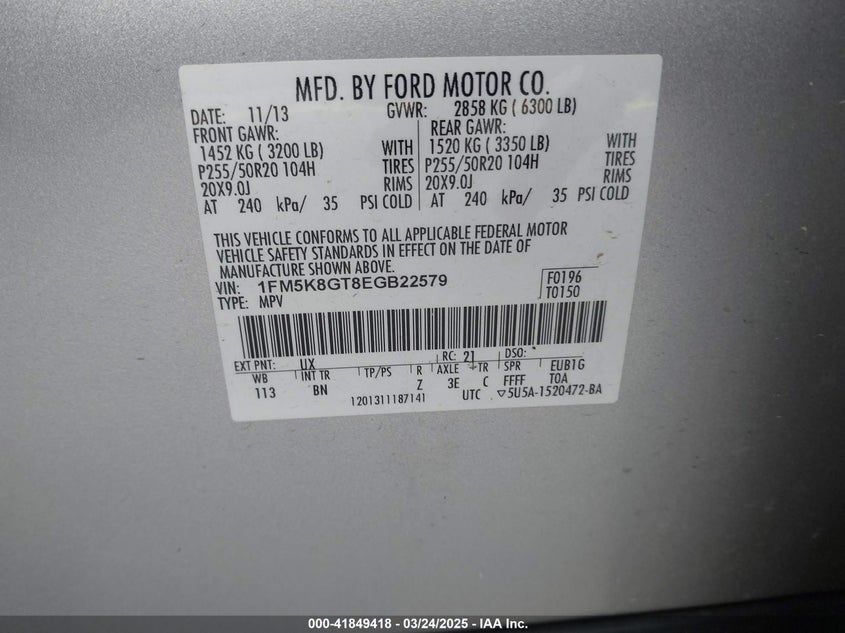 MFD. BY FORD MOTOR CO.
DATE: 11/13 GVWR: 2858 KG ( 6300 LB)
FRONT GAWR: REAR GAWR:
1452 KG ( 3200 LB) WITH 1520 KG ( 3350 LB) WITH
P255/50R20 104H TIRES P255/50R20 104H TIRES
20X9.0J RIMS 20X9.0J RIMS
AT 240 kPa/ 35 PSI COLD AT 240 kPa/ 35 PSI COLD
THIS VEHICLE CONFORMS TO ALL APPLICABLE FEDERAL MOTOR
VEHICLE SAFETY STANDARDS IN EFFECT ON THE DATE OF
MANUFACTURE SHOWN ABOVE.
VIN: 1FM5K8GT8EGB22579 F0196
TYPE: MPV T0150
EXT PNT: UX RC: 21 DSO:
WB INT TR TP/PS R AXLE TR SPR EUB1G
113 BN Z 3E C FFFF TOA
1201311187141 UTC ▽5U5A-1520472-BA
000-41849418 - 03/24/2025 - IAA Inc.